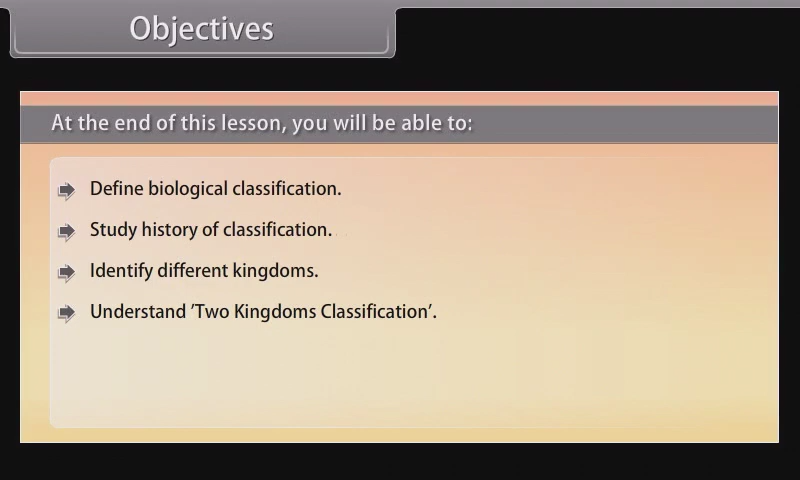 Objectives
At the end of this lesson, you will be able to:
Define biological classification.
Study history of classification.
Identify different kingdoms.
Understand ‘Two Kingdoms Classification’.